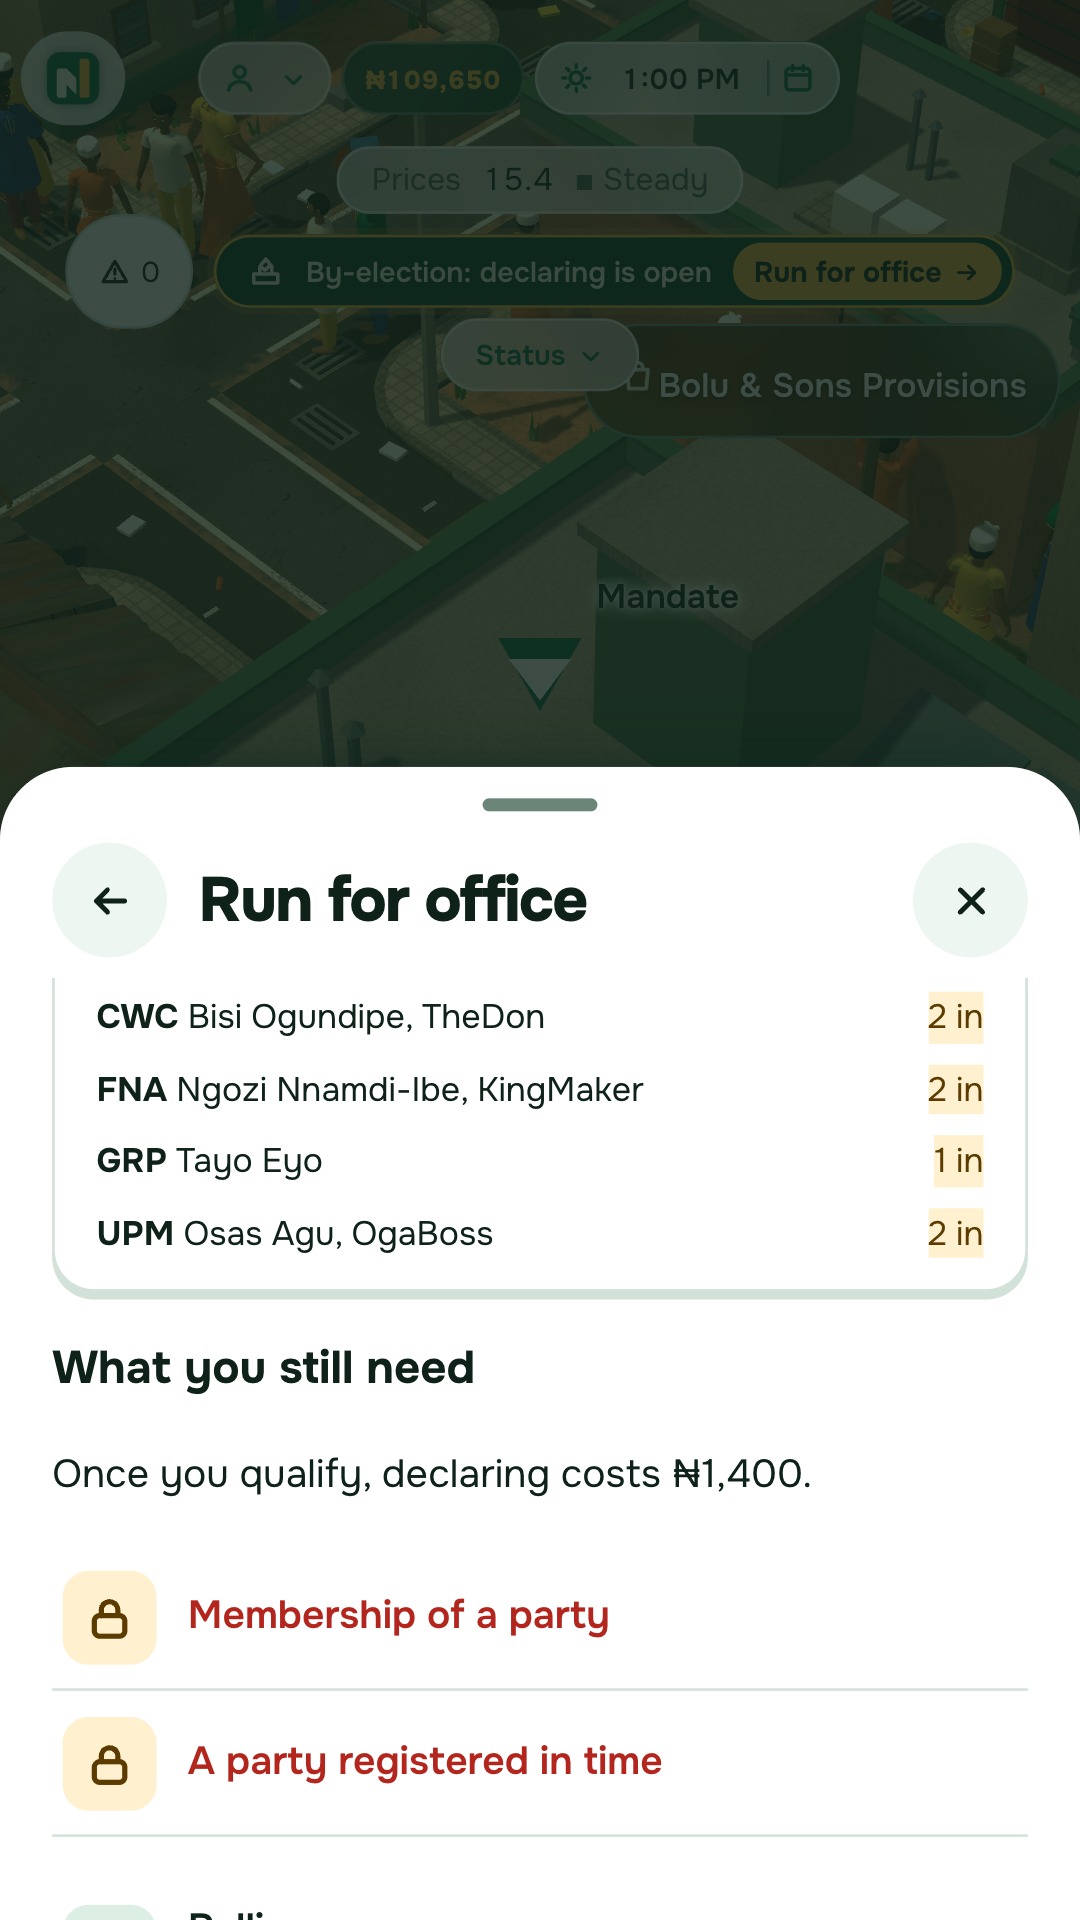 ₦109,650
1:00 PM
Prices 15.4 ■ Steady
0
By-election: declaring is open
Run for office →
Status
Bolu & Sons Provisions
Mandate
Run for office
CWC Bisi Ogundipe, TheDon 2 in
FNA Ngozi Nnamdi-Ibe, KingMaker 2 in
GRP Tayo Eyo 1 in
UPM Osas Agu, OgaBoss 2 in
What you still need
Once you qualify, declaring costs ₦1,400.
Membership of a party
A party registered in time